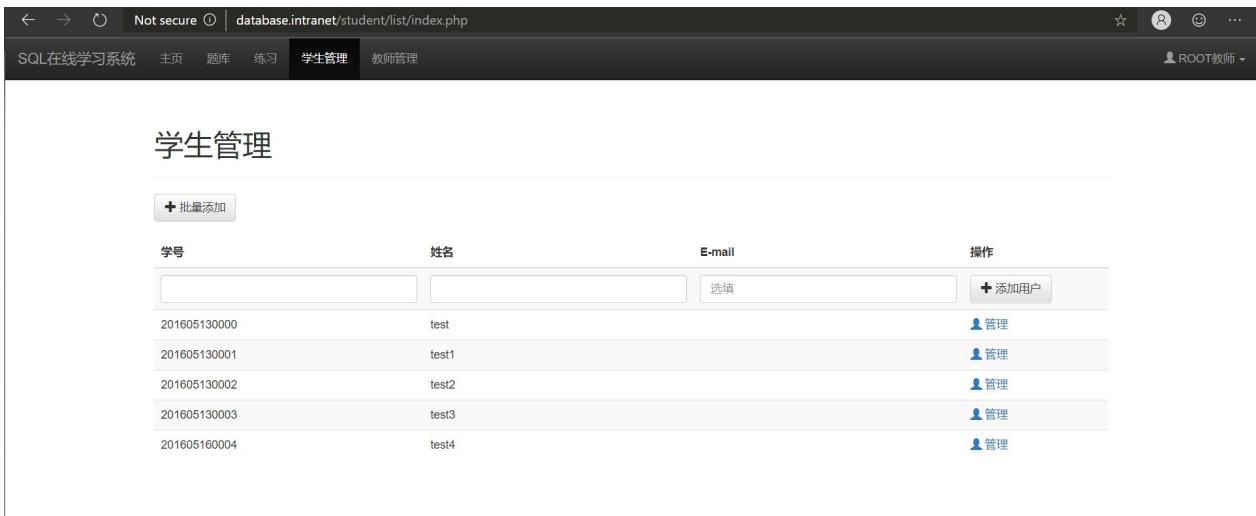 Not secure database.intranet/student/list/index.php
SQL在线学习系统 主页 题库 练习 学生管理 教师管理 ROOT教师
学生管理
批量添加
学号 姓名 E-mail 操作
选填 添加用户
201605130000 test 管理
201605130001 test1 管理
201605130002 test2 管理
201605130003 test3 管理
201605160004 test4 管理